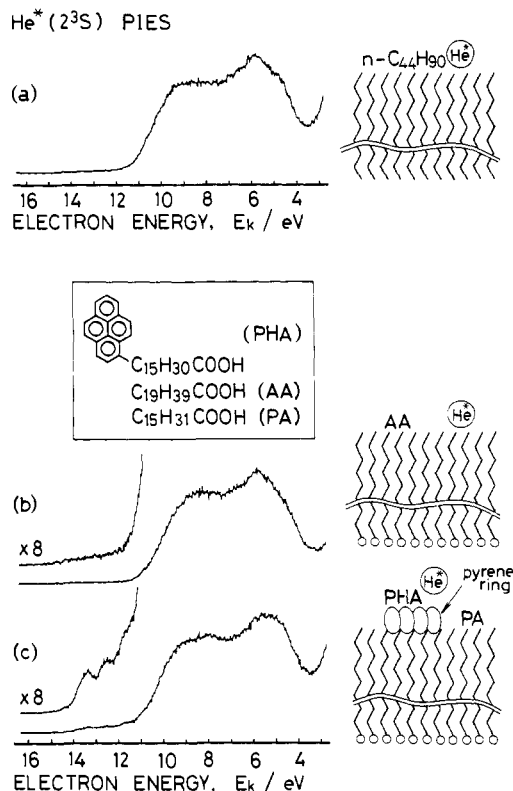 He*(2³S) PIES
n-C₄₄H₉₀ He*
(a)
16 14 12 10 8 6 4
ELECTRON ENERGY, Eₖ / eV
(PHA)
C₁₅H₃₀COOH
C₁₉H₃₉COOH (AA)
C₁₅H₃₁COOH (PA)
AA He*
(b)
x8
He* pyrene ring
PHA PA
(c)
x8
16 14 12 10 8 6 4
ELECTRON ENERGY, Eₖ / eV